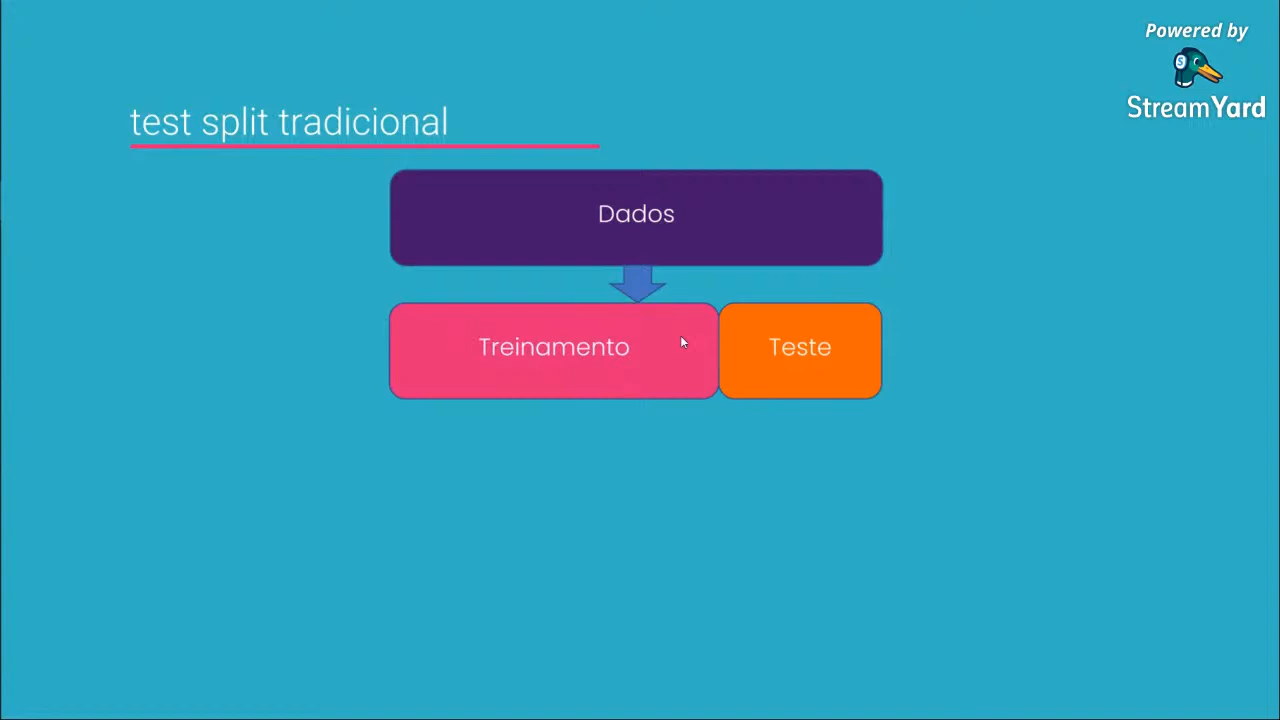 Powered by
StreamYard
test split tradicional
Dados
Treinamento
Teste